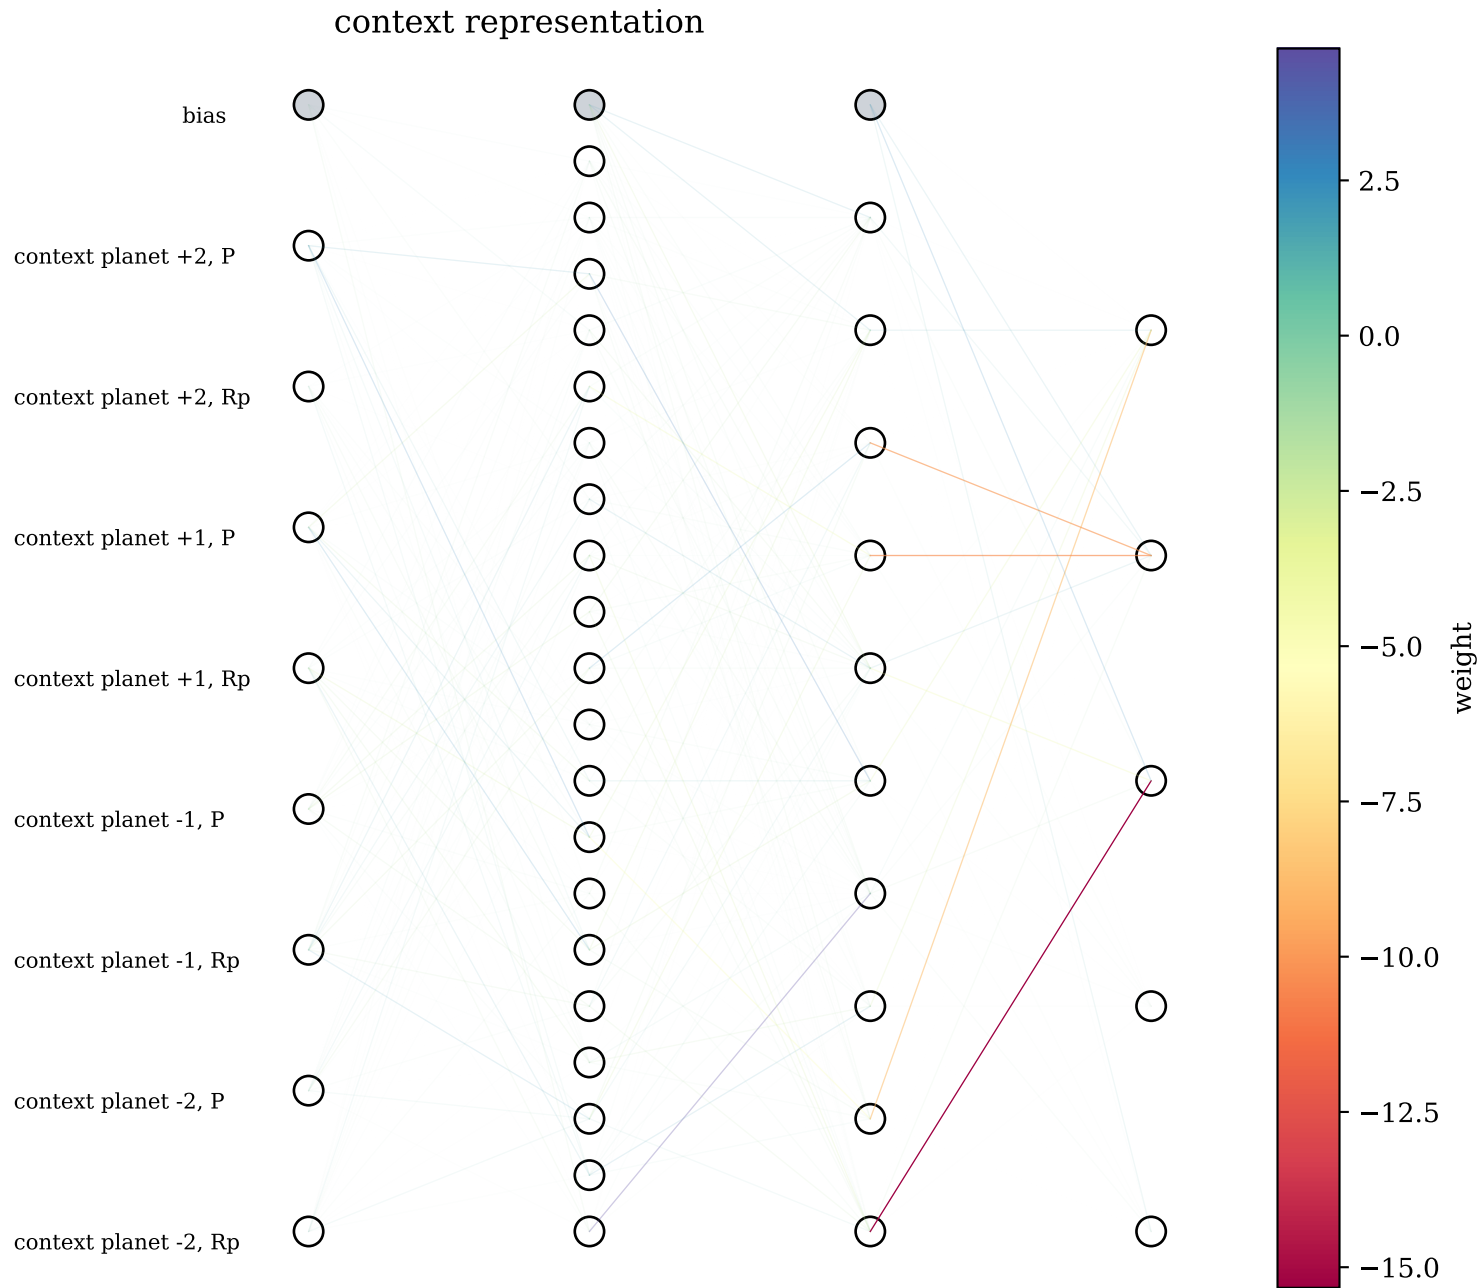 context representation
bias
context planet +2, P
context planet +2, Rp
context planet +1, P
context planet +1, Rp
context planet -1, P
context planet -1, Rp
context planet -2, P
context planet -2, Rp
2.5
0.0
−2.5
−5.0
−7.5
−10.0
−12.5
−15.0
weight